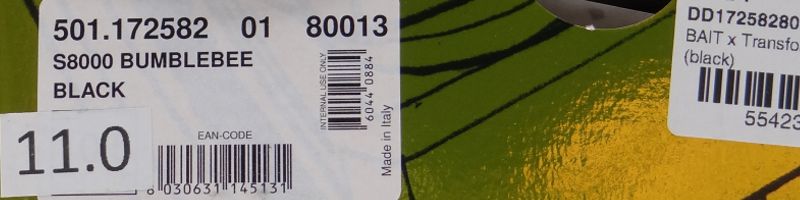 501.172582 01 80013
S8000 BUMBLEBEE
BLACK
INTERNAL USE ONLY
6044 0884
Made in Italy
11.0
EAN-CODE
8 030631 145131
DD17258280
BAIT x Transfo
(black)
55423